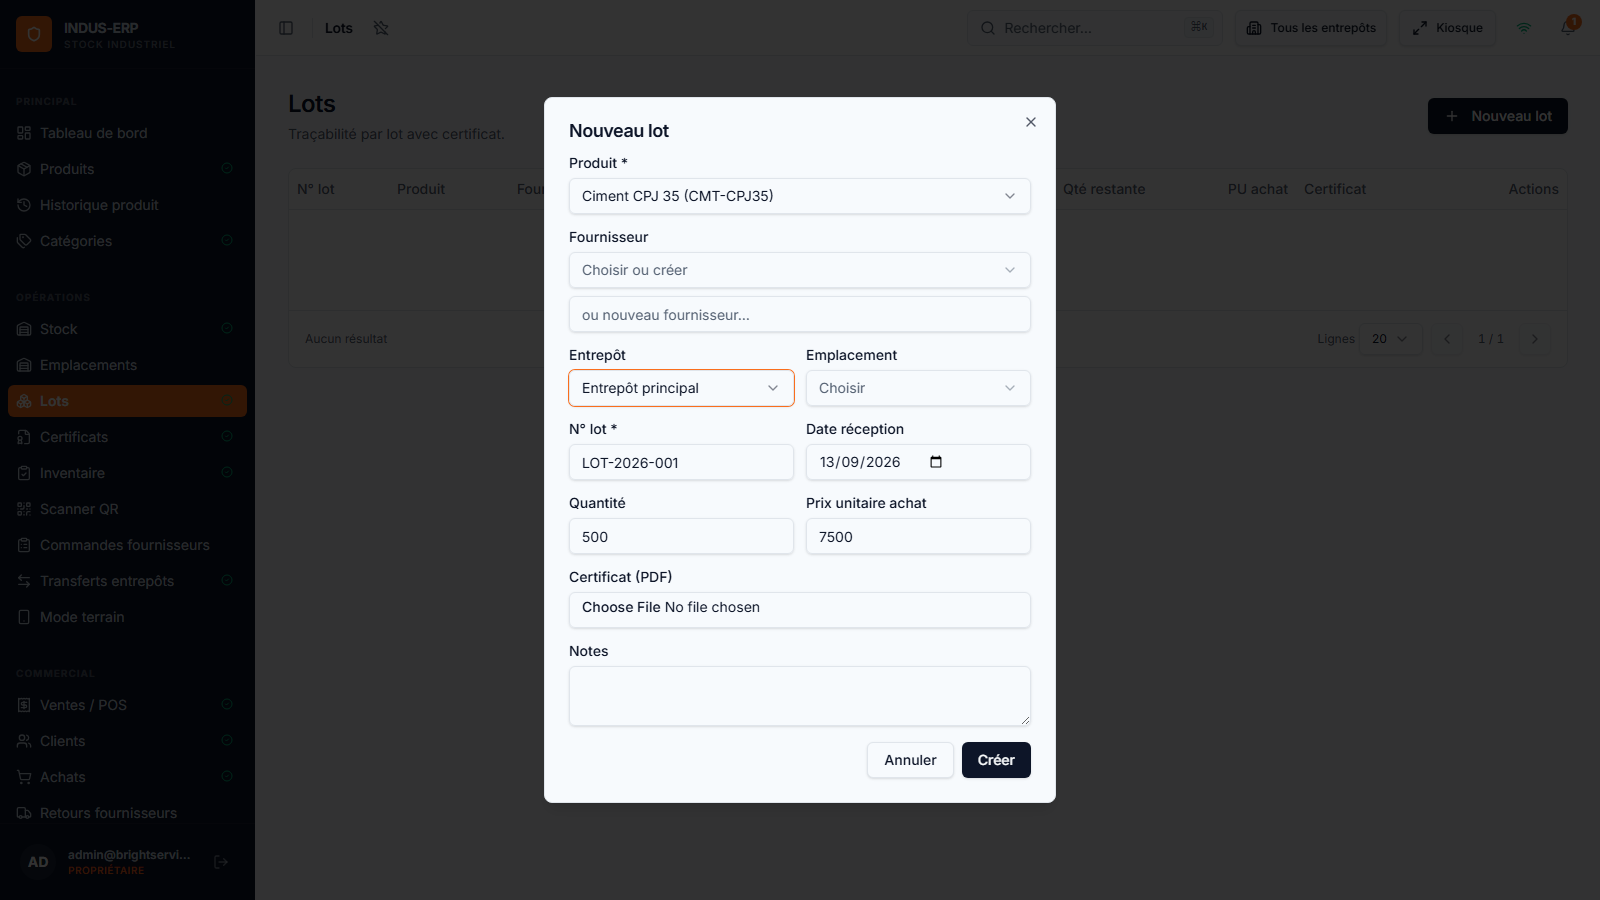 INDUS-ERP
STOCK INDUSTRIEL
PRINCIPAL
Tableau de bord
Produits
Historique produit
Catégories
OPÉRATIONS
Stock
Emplacements
Lots
Certificats
Inventaire
Scanner QR
Commandes fournisseurs
Transferts entrepôts
Mode terrain
COMMERCIAL
Ventes / POS
Clients
Achats
Retours fournisseurs
AD
admin@brightservi...
PROPRIÉTAIRE
Lots
Rechercher...
⌘K
Tous les entrepôts
Kiosque
1
Lots
Traçabilité par lot avec certificat.
Nouveau lot
N° lot Produit Four Qté restante PU achat Certificat Actions
Aucun résultat
Lignes 20 1 / 1
Nouveau lot
Produit *
Ciment CPJ 35 (CMT-CPJ35)
Fournisseur
Choisir ou créer
ou nouveau fournisseur...
Entrepôt Emplacement
Entrepôt principal Choisir
N° lot * Date réception
LOT-2026-001 13/09/2026
Quantité Prix unitaire achat
500 7500
Certificat (PDF)
Choose File No file chosen
Notes
Annuler Créer